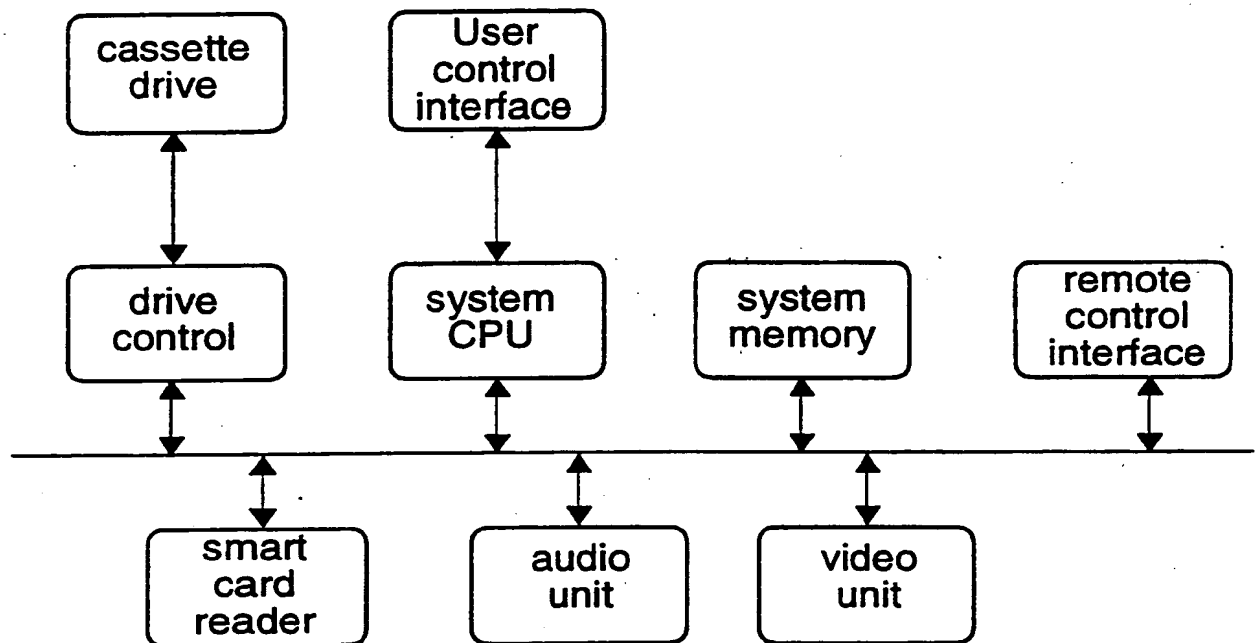 cassette
drive
User
control
interface
drive
control
system
CPU
system
memory
remote
control
interface
smart
card
reader
audio
unit
video
unit